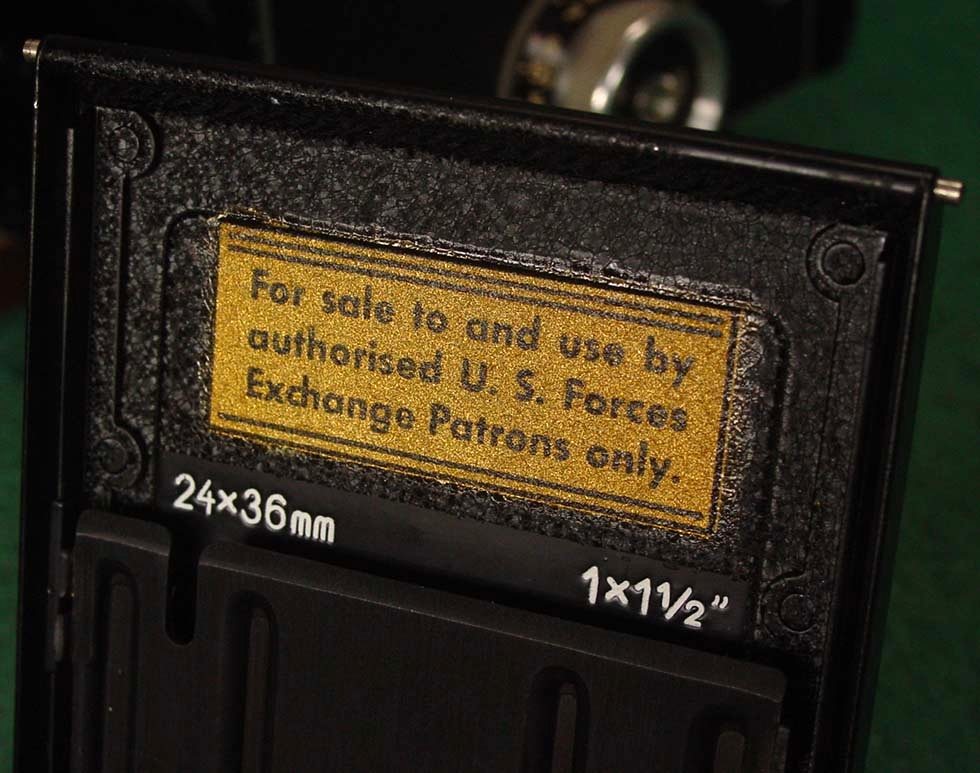 For sale to and use by
authorised U. S. Forces
Exchange Patrons only.
24×36mm
1×1½"